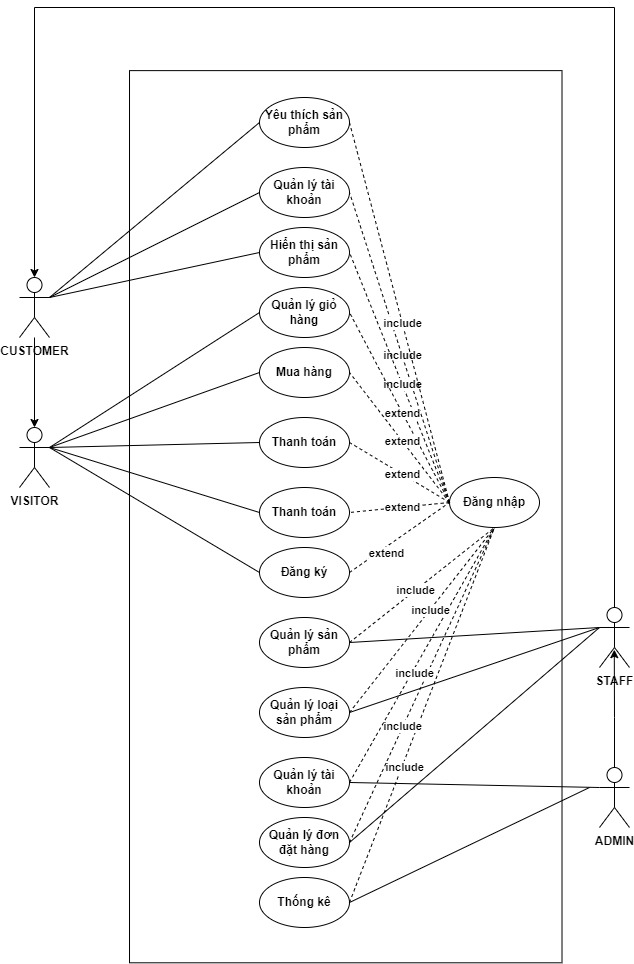 Yêu thích sản
phẩm
Quản lý tài
khoản
Hiển thị sản
phẩm
CUSTOMER
Quản lý giỏ
hàng
include
include
Mua hàng
include
extend
VISITOR
Thanh toán
extend
extend
Thanh toán
extend
Đăng nhập
Đăng ký
extend
include
include
Quản lý sản
phẩm
STAFF
include
Quản lý loại
sản phẩm
include
Quản lý tài
khoản
include
ADMIN
Quản lý đơn
đặt hàng
Thống kê